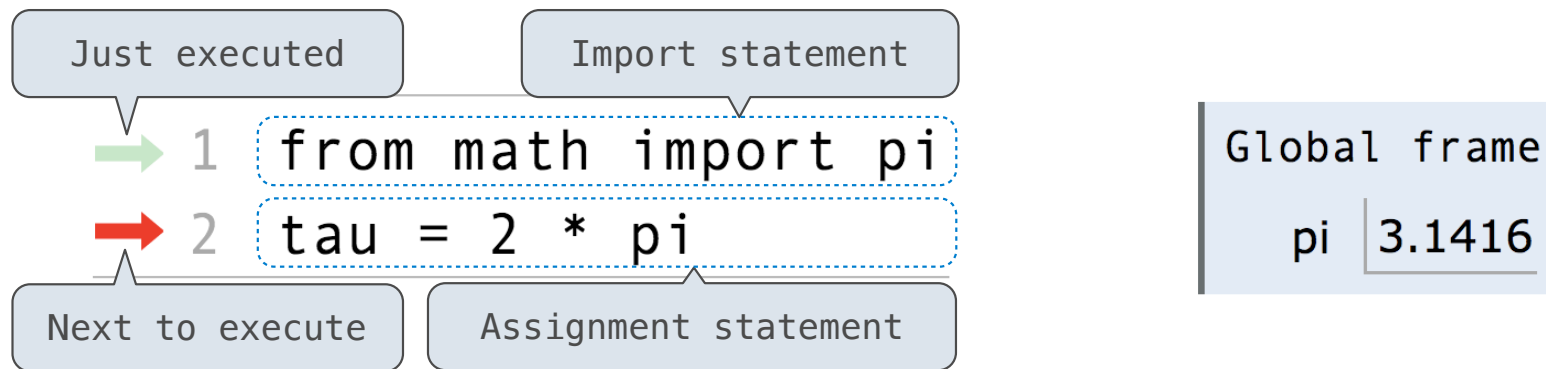 Just executed
Import statement
1 from math import pi
2 tau = 2 * pi
Next to execute
Assignment statement
Global frame
pi 3.1416